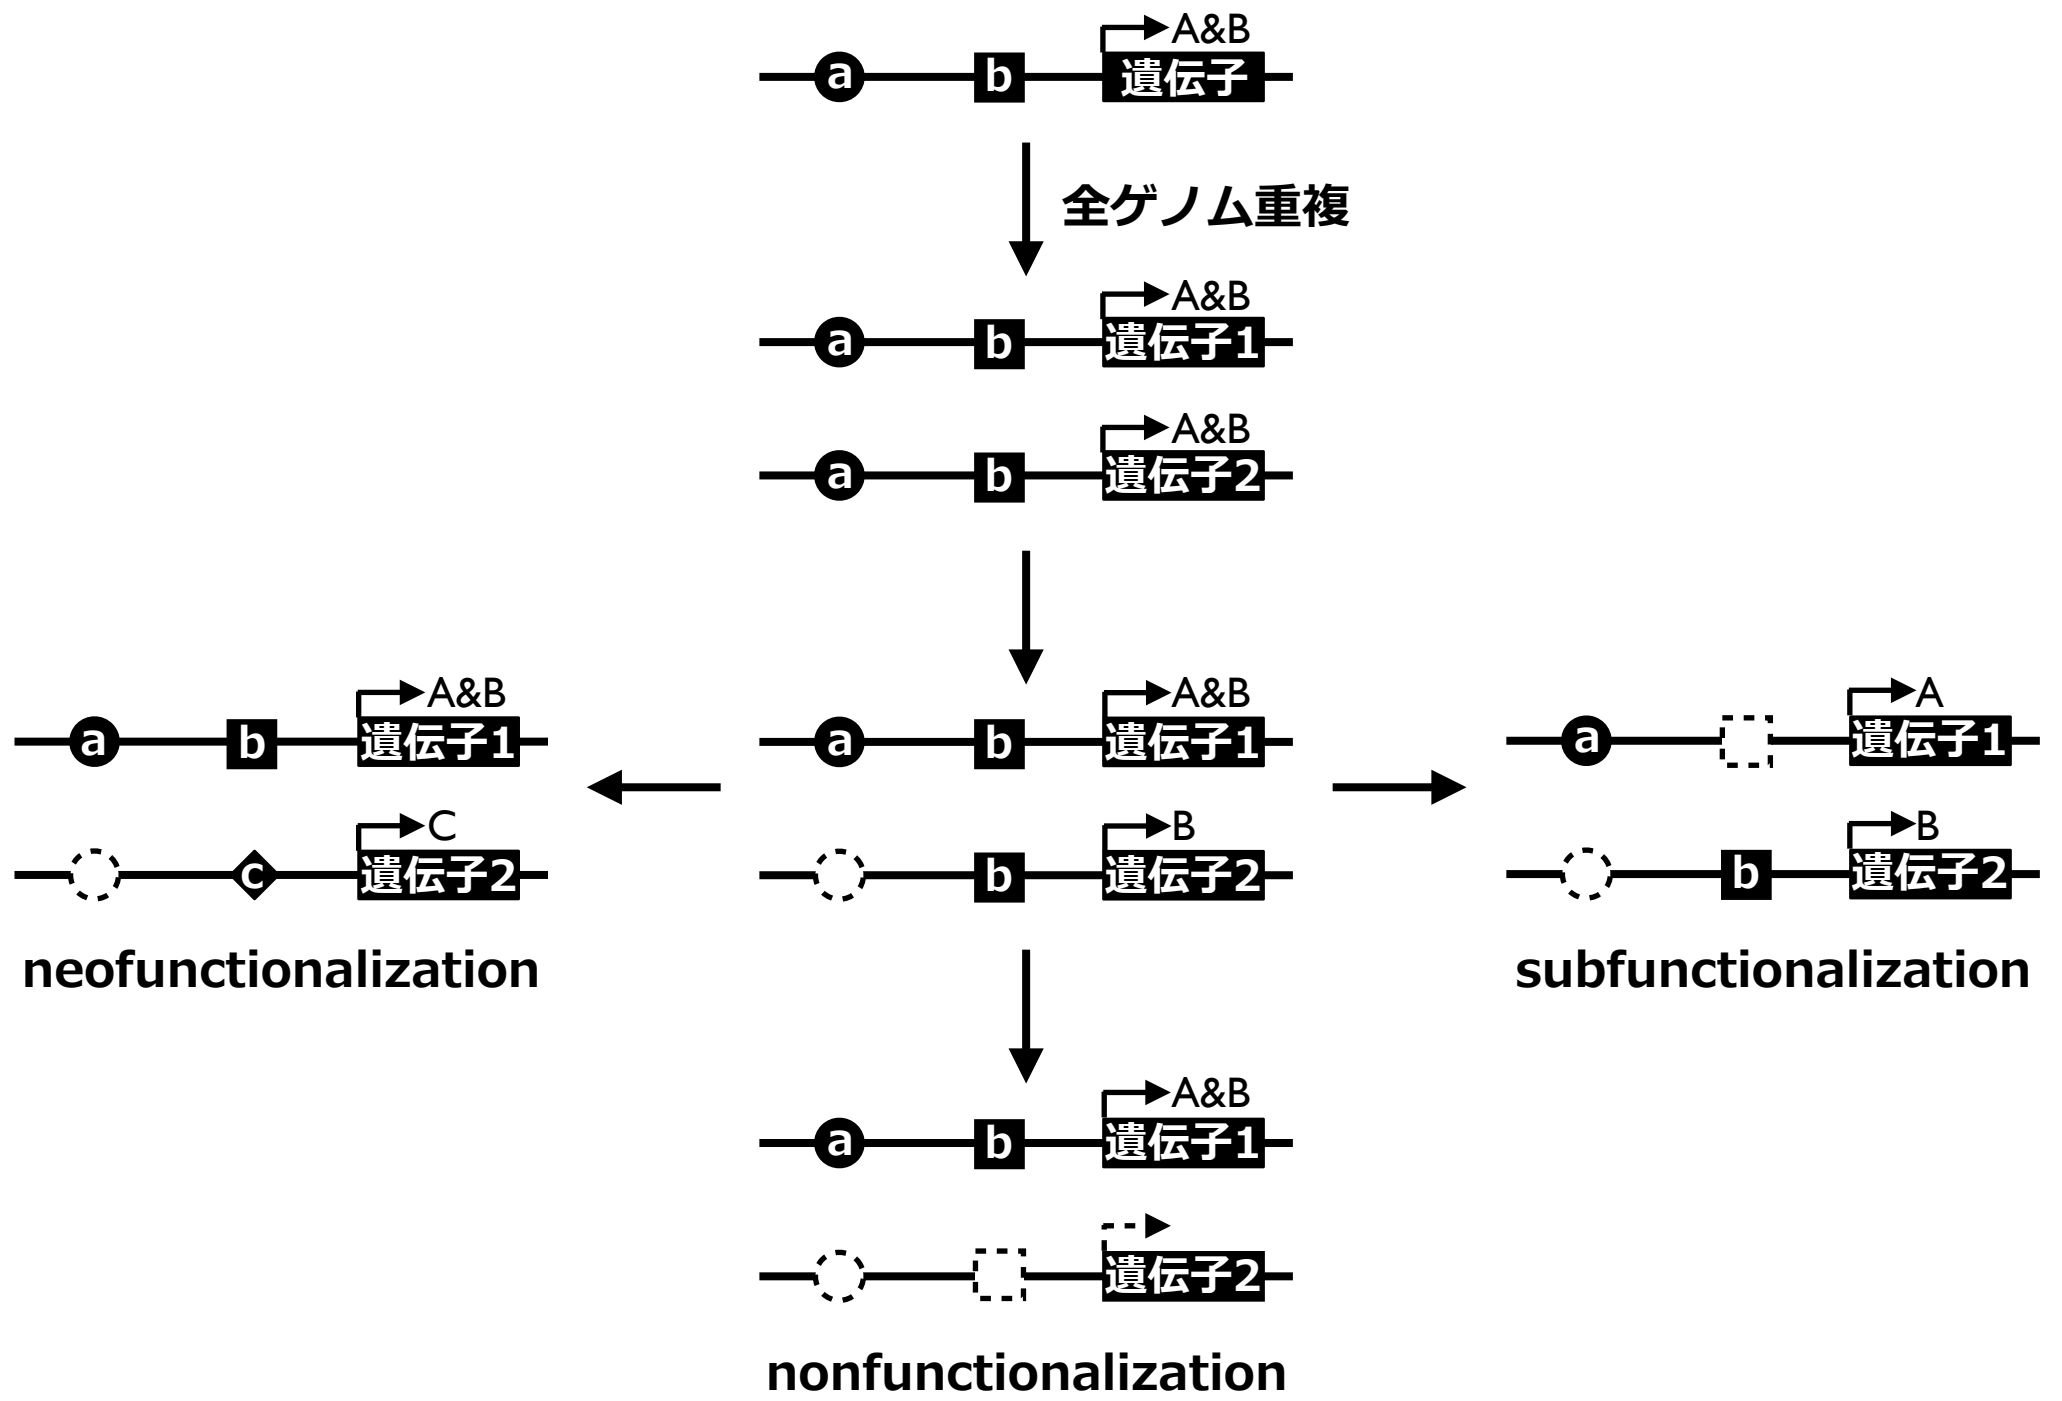 A&B
a b 遺伝子
全ゲノム重複
A&B
a b 遺伝子1
A&B
a b 遺伝子2
A&B
a b 遺伝子1
C
c 遺伝子2
neofunctionalization
A&B
a b 遺伝子1
B
b 遺伝子2
A
a 遺伝子1
B
b 遺伝子2
subfunctionalization
A&B
a b 遺伝子1
遺伝子2
nonfunctionalization